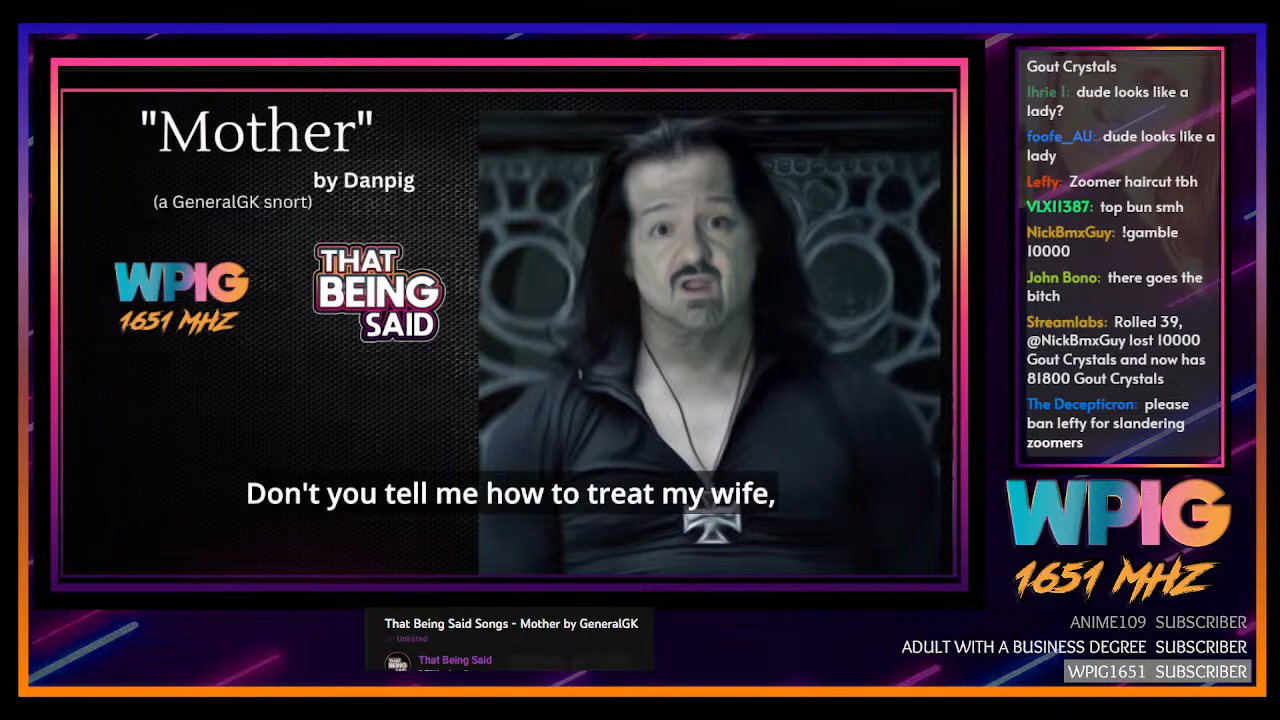 "Mother"
by Danpig
(a GeneralGK snort)
WPIG
1651 MHZ
THAT
BEING
SAID
Don't you tell me how to treat my wife,
That Being Said Songs - Mother by GeneralGK
Unlisted
That Being Said
Gout Crystals
Ihrie I: dude looks like a
lady?
foofe_AU: dude looks like a
lady
Lefty: Zoomer haircut tbh
VLX11387: top bun smh
NickBmxGuy: !gamble
10000
John Bono: there goes the
bitch
Streamlabs: Rolled 39,
@NickBmxGuy lost 10000
Gout Crystals and now has
81800 Gout Crystals
The Decepticron: please
ban lefty for slandering
zoomers
WPIG
1651 MHZ
ANIME109 SUBSCRIBER
ADULT WITH A BUSINESS DEGREE SUBSCRIBER
WPIG1651 SUBSCRIBER